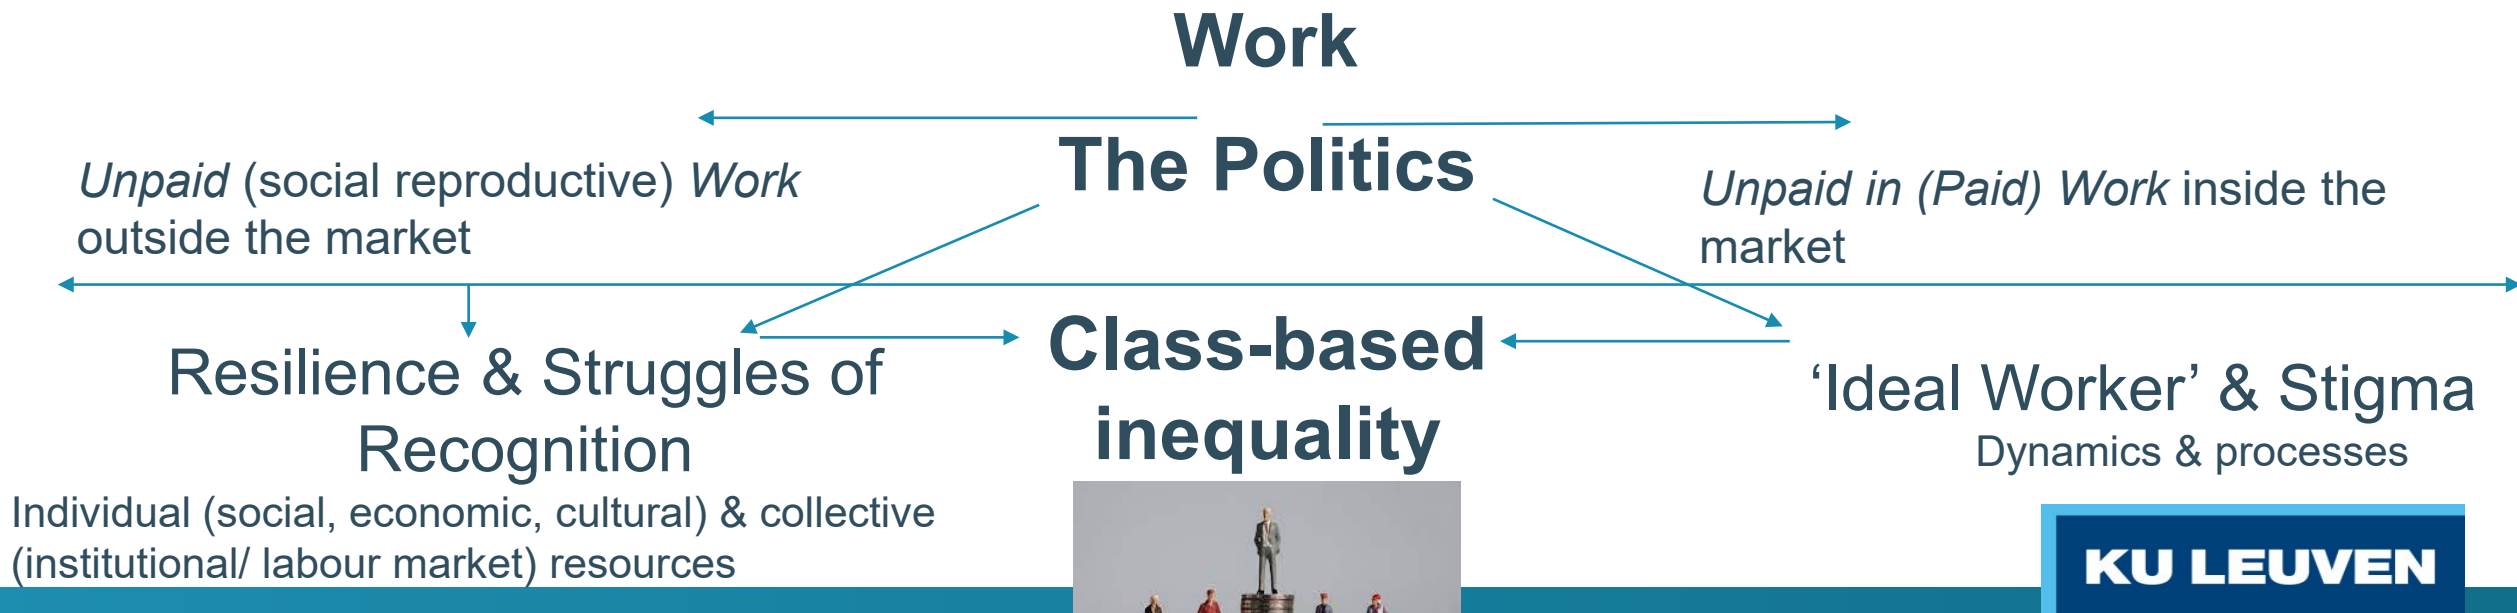 Work
The Politics
Unpaid (social reproductive) Work
outside the market
Unpaid in (Paid) Work inside the
market
Resilience & Struggles of
Recognition
Individual (social, economic, cultural) & collective
(institutional/ labour market) resources
Class-based
inequality
‘Ideal Worker’ & Stigma
Dynamics & processes
KU LEUVEN